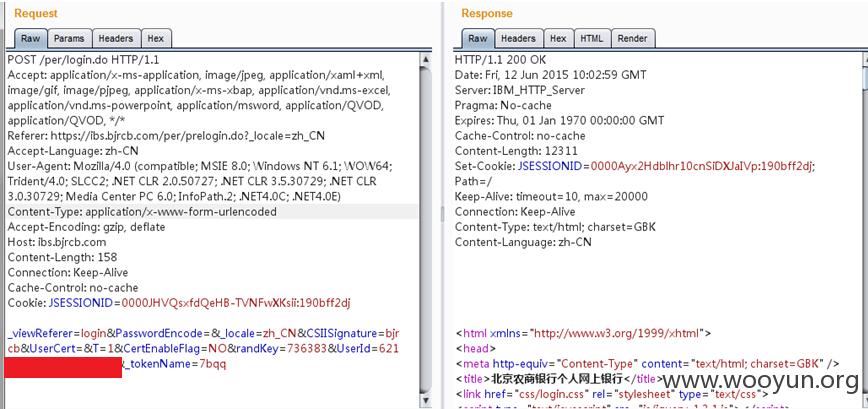 Request
Raw Params Headers Hex
POST /per/login.do HTTP/1.1
Accept: application/x-ms-application, image/jpeg, application/xaml+xml,
image/gif, image/pjpeg, application/x-ms-xbap, application/vnd.ms-excel,
application/vnd.ms-powerpoint, application/msword, application/QVOD,
application/QVOD, */*
Referer: https://ibs.bjrcb.com/per/prelogin.do?_locale=zh_CN
Accept-Language: zh-CN
User-Agent: Mozilla/4.0 (compatible; MSIE 8.0; Windows NT 6.1; WOW64;
Trident/4.0; SLCC2; .NET CLR 2.0.50727; .NET CLR 3.5.30729; .NET CLR
3.0.30729; Media Center PC 6.0; InfoPath.2; .NET4.0C; .NET4.0E)
Content-Type: application/x-www-form-urlencoded
Accept-Encoding: gzip, deflate
Host: ibs.bjrcb.com
Content-Length: 158
Connection: Keep-Alive
Cache-Control: no-cache
Cookie: JSESSIONID=0000JHVQsxfdQeHB-TVNFwXKsii:190bff2dj
_viewReferer=login&PasswordEncode=&_locale=zh_CN&CSIISignature=bjr
cb&UserCert=&T=1&CertEnableFlag=NO&randKey=736383&UserId=621
&_tokenName=7bqq
Response
Raw Headers Hex HTML Render
HTTP/1.1 200 OK
Date: Fri, 12 Jun 2015 10:02:59 GMT
Server: IBM_HTTP_Server
Pragma: No-cache
Expires: Thu, 01 Jan 1970 00:00:00 GMT
Cache-Control: no-cache
Content-Length: 12311
Set-Cookie: JSESSIONID=0000Ayx2Hdblhr10cnSiDXJaIVp:190bff2dj;
Path=/
Keep-Alive: timeout=10, max=20000
Connection: Keep-Alive
Content-Type: text/html; charset=GBK
Content-Language: zh-CN
<html xmlns="http://www.w3.org/1999/xhtml">
<head>
<meta http-equiv="Content-Type" content="text/html; charset=GBK" />
<title>北京农商银行个人网上银行</title>
<link href="css/login.css" rel="stylesheet" type="text/css">
www.wooyun.org